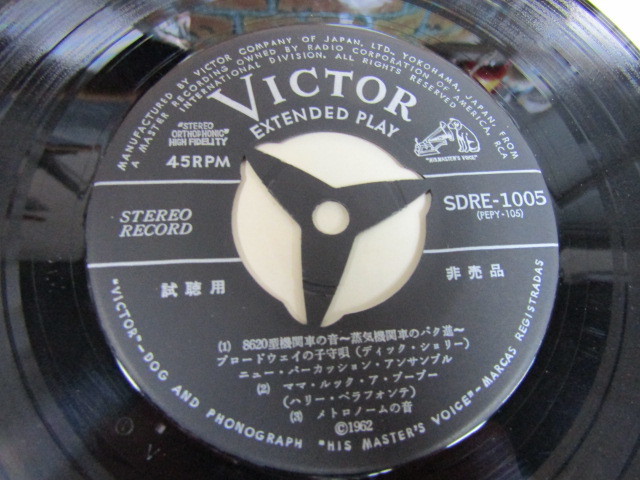 MANUFACTURED BY VICTOR COMPANY OF JAPAN, LTD., YOKOHAMA, JAPAN, FROM
A MASTER RECORDING OWNED BY RADIO CORPORATION OF AMERICA, RCA
INTERNATIONAL DIVISION, ALL RIGHTS RESERVED
VICTOR
EXTENDED PLAY
"STEREO
ORTHOPHONIC"
HIGH FIDELITY
"HIS MASTER'S VOICE"
45RPM
SDRE-1005
(PEPY-105)
STEREO
RECORD
試聴用
非売品
(1) 8620型機関車の音〜蒸気機関車のバタ進〜
ブロードウェイの子守唄(ディック・ショリー)
ニュー・パーカッション・アンサンブル
(2) ママ・ルック・ア・ブーブー
(ハリー・ベラフォンテ)
(3) メトロノームの音
©1962
"VICTOR"-DOG AND PHONOGRAPH "HIS MASTER'S VOICE"-MARCAS REGISTRADAS